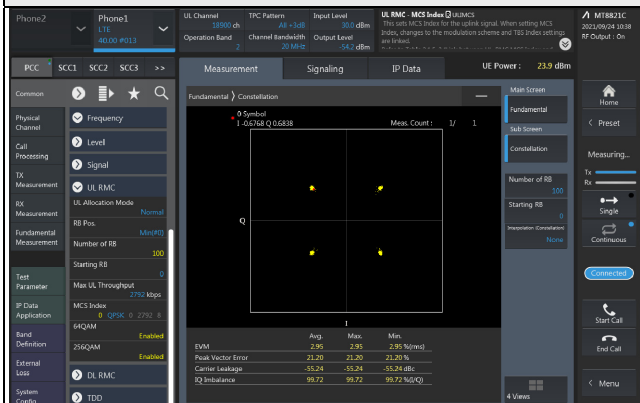 Phone2
Phone1
LTE
40.00 #013
UL Channel
18900 ch
TPC Pattern
All +3dB
Input Level
30.0 dBm
Operation Band
2
Channel Bandwidth
20 MHz
Output Level
-54.2 dBm
UL RMC - MCS Index ULIMCS
This sets MCS Index for the uplink signal. When setting MCS
Index, changes to the modulation scheme and TBS Index settings
are linked.
MT8821C
2021/09/24 10:38
RF Output : On
PCC
SCC1
SCC2
SCC3
>>
Measurement
Signaling
IP Data
UE Power : 23.9 dBm
Common
Physical
Channel
Call
Processing
TX
Measurement
RX
Measurement
Fundamental
Measurement
Test
Parameter
IP Data
Application
Band
Definition
External
Loss
System
Config
Frequency
Level
Signal
UL RMC
UL Allocation Mode
Normal
RB Pos.
Min(#0)
Number of RB
100
Starting RB
0
Max UL Throughput
2792 kbps
MCS Index
0 QPSK 0 2792 8
64QAM
Enabled
256QAM
Enabled
DL RMC
TDD
Fundamental > Constellation
0 Symbol
I -0.6768 Q 0.6838
Meas. Count : 1/ 1
Q
I
Avg. Max. Min.
EVM 2.95 2.95 2.95 %(rms)
Peak Vector Error 21.20 21.20 21.20 %
Carrier Leakage -55.24 -55.24 -55.24 dBc
IQ Imbalance 99.72 99.72 99.72 %(I/Q)
Main Screen
Fundamental
Sub Screen
Constellation
Number of RB
100
Starting RB
0
Interpolation (Constellation)
None
4 Views
Home
< Preset
Measuring...
Tx
Rx
Single
Continuous
Connected
Start Call
End Call
< Menu